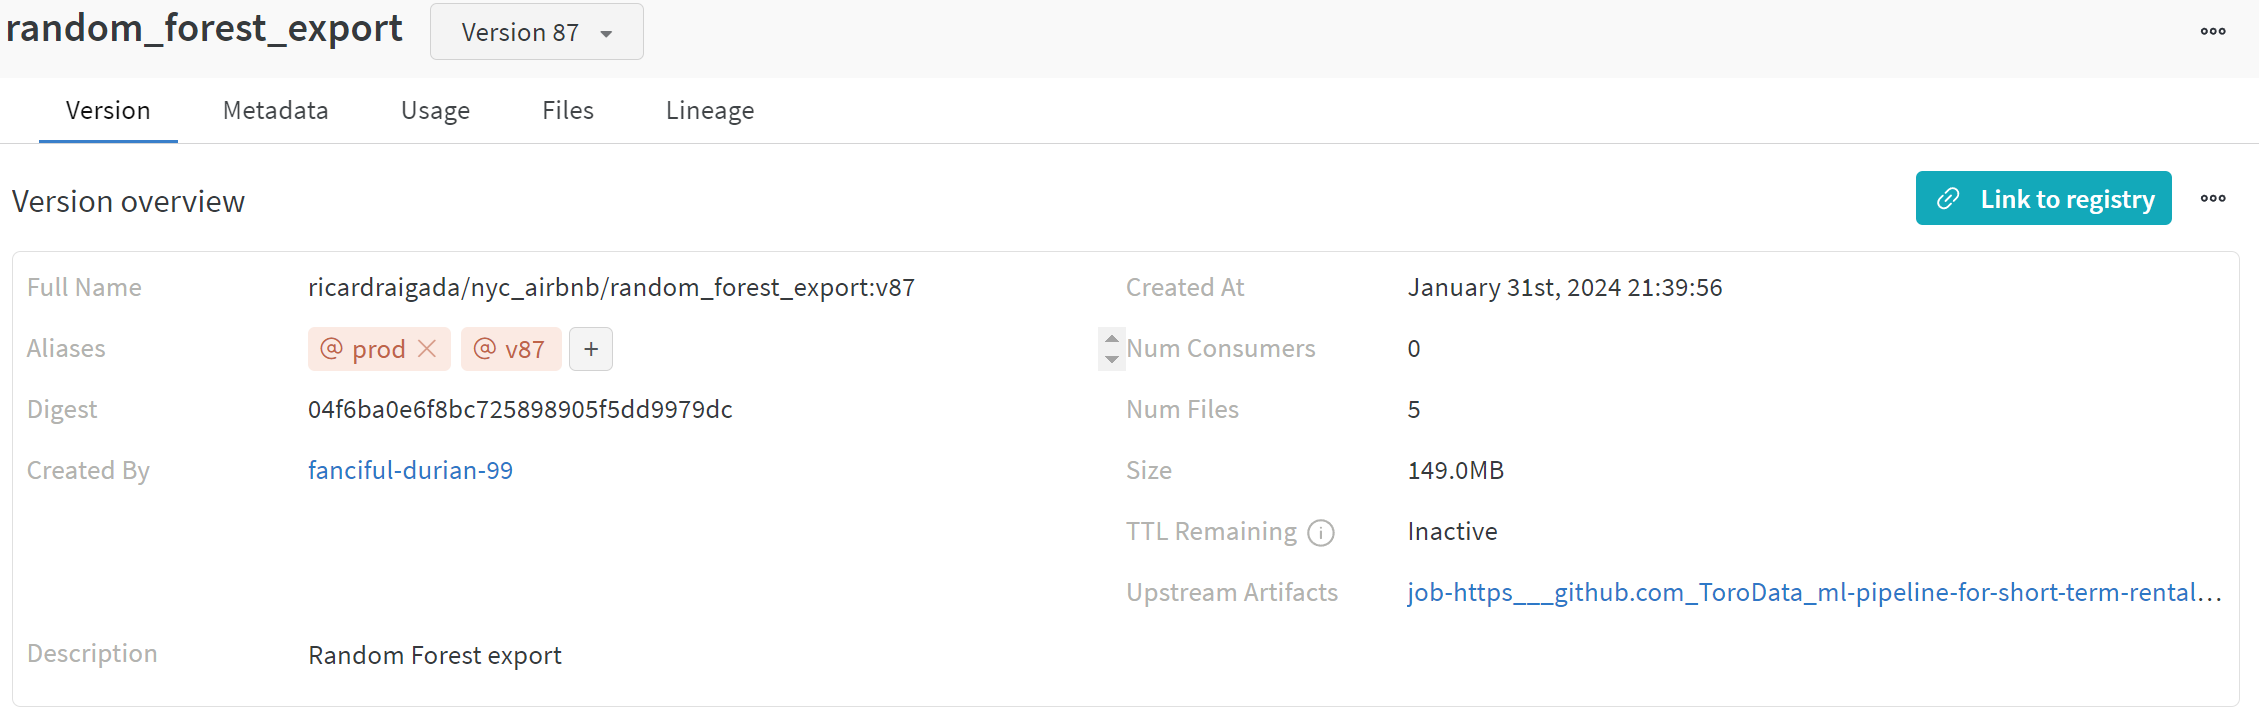 random_forest_export Version 87
Version Metadata Usage Files Lineage
Version overview
Link to registry
Full Name ricardraigada/nyc_airbnb/random_forest_export:v87 Created At January 31st, 2024 21:39:56
Aliases @ prod @ v87 + Num Consumers 0
Digest 04f6ba0e6f8bc725898905f5dd9979dc Num Files 5
Created By fanciful-durian-99 Size 149.0MB
TTL Remaining Inactive
Upstream Artifacts job-https___github.com_ToroData_ml-pipeline-for-short-term-rental...
Description Random Forest export